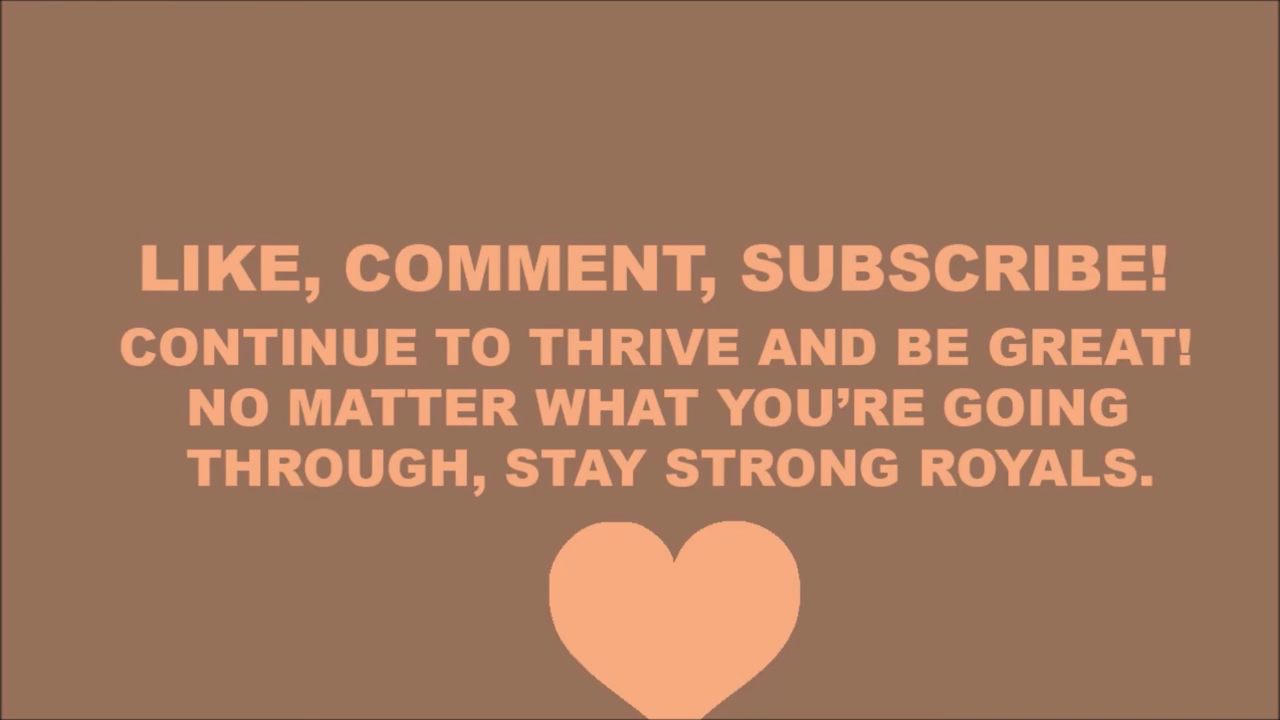 LIKE, COMMENT, SUBSCRIBE!
CONTINUE TO THRIVE AND BE GREAT!
NO MATTER WHAT YOU’RE GOING
THROUGH, STAY STRONG ROYALS.